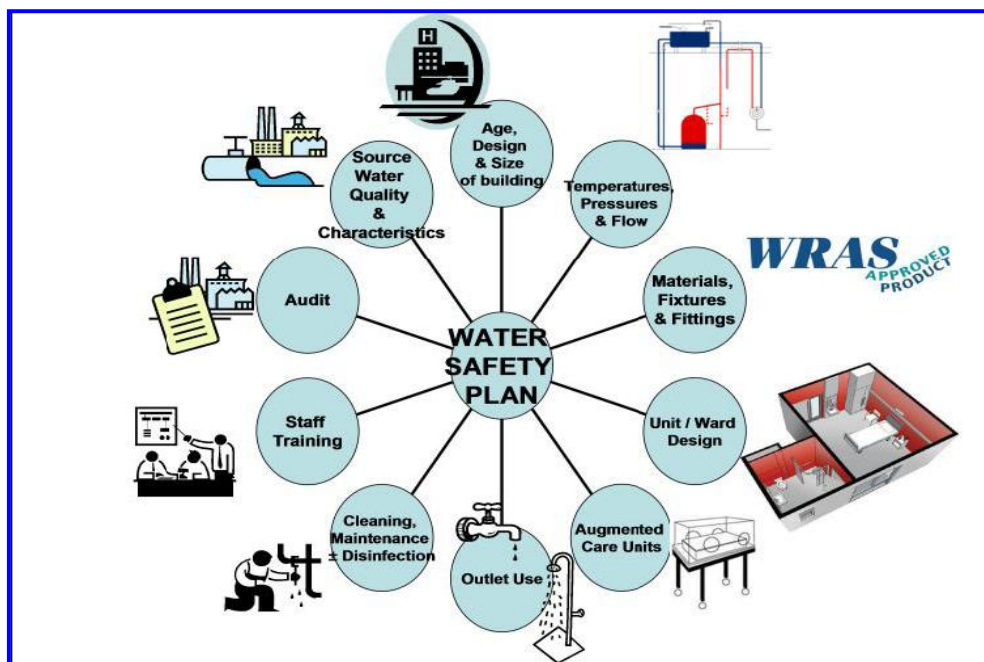 H
Age,
Design
& Size
of building
Temperatures,
Pressures
& Flow
WRAS
APPROVED
PRODUCT
Materials,
Fixtures
& Fittings
Unit / Ward
Design
Augmented
Care Units
Outlet Use
Cleaning,
Maintenance
± Disinfection
Staff
Training
Audit
Source
Water
Quality
&
Characteristics
WATER
SAFETY
PLAN